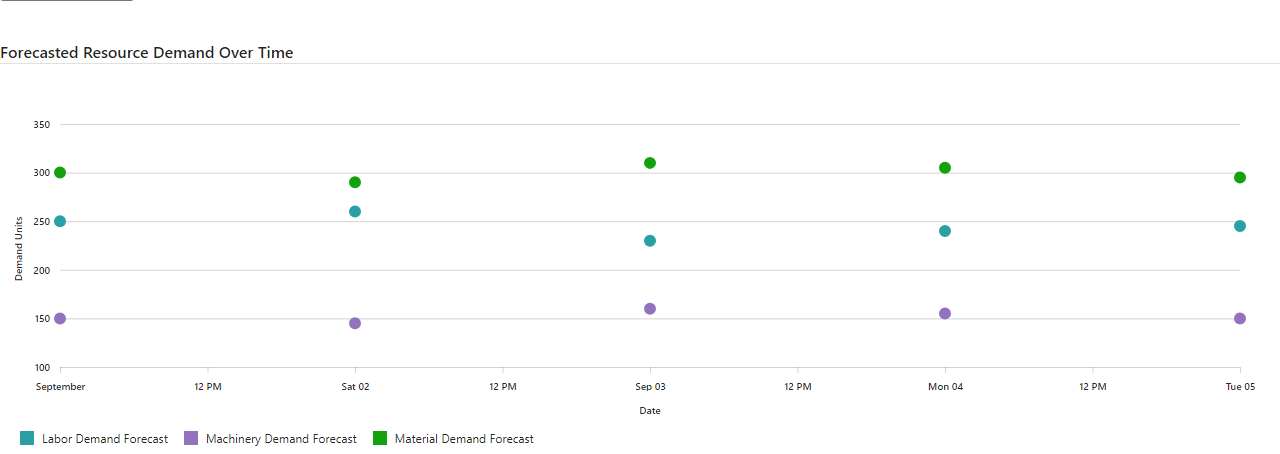 Forecasted Resource Demand Over Time
350
300
250
200
150
100
Demand Units
September 12 PM Sat 02 12 PM Sep 03 12 PM Mon 04 12 PM Tue 05
Date
Labor Demand Forecast Machinery Demand Forecast Material Demand Forecast